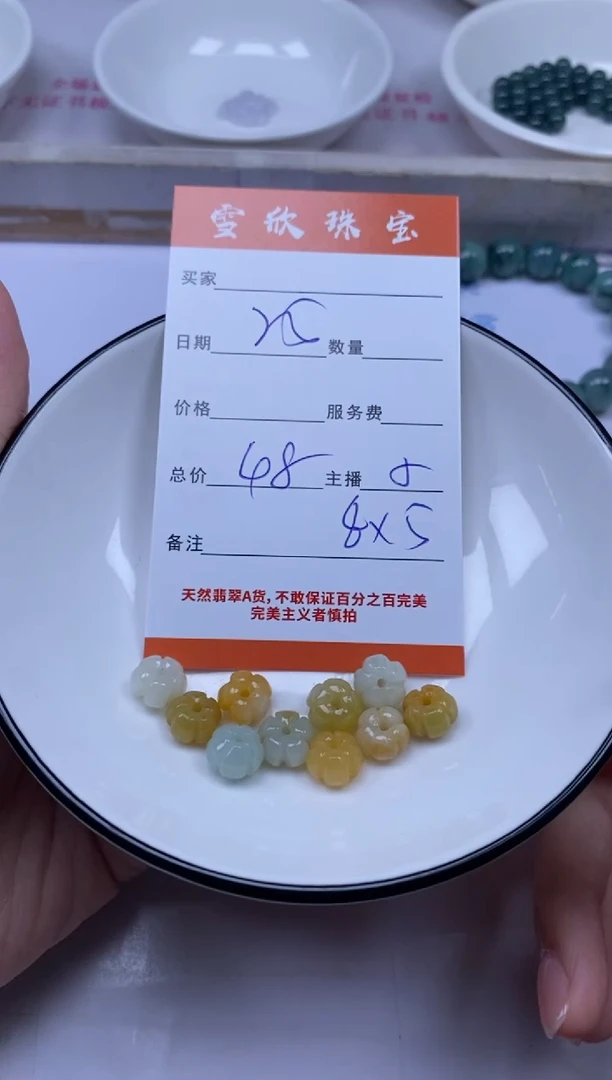 雪欣珠宝
买家
日期 数量
价格 服务费
总价 48 主播 8
8x5
备注
天然翡翠A货,不敢保证百分之百完美
完美主义者慎拍